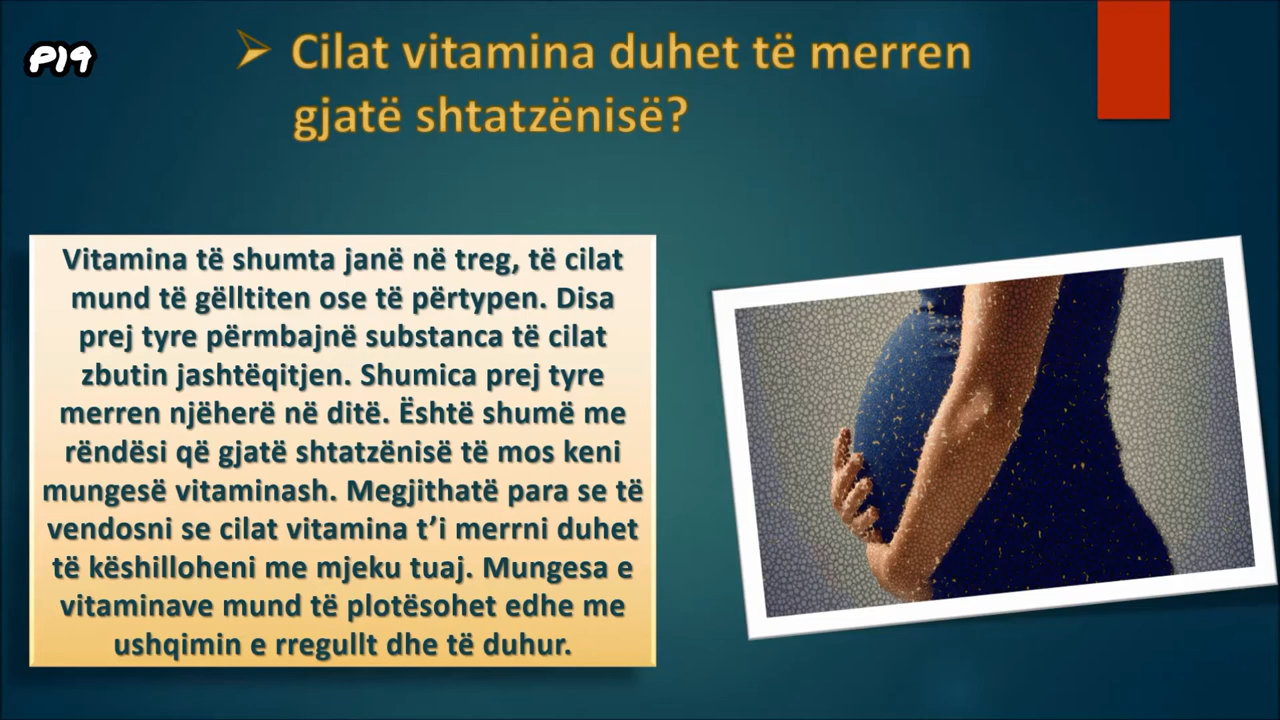 P19
Cilat vitamina duhet të merren
gjatë shtatzënisë?
Vitamina të shumta janë në treg, të cilat
mund të gëlltiten ose të përtypen. Disa
prej tyre përmbajnë substanca të cilat
zbutin jashtëqitjen. Shumica prej tyre
merren njëherë në ditë. Është shumë me
rëndësi që gjatë shtatzënisë të mos keni
mungesë vitaminash. Megjithatë para se të
vendosni se cilat vitamina t’i merrni duhet
të këshilloheni me mjeku tuaj. Mungesa e
vitaminave mund të plotësohet edhe me
ushqimin e rregullt dhe të duhur.